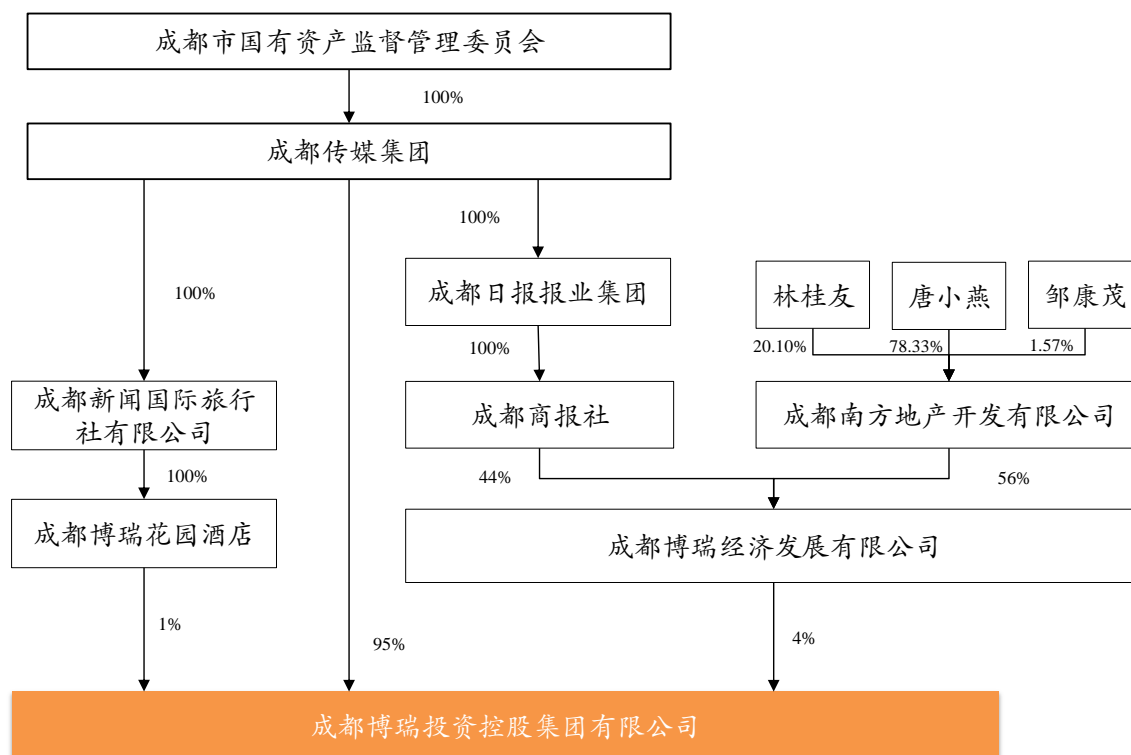 成都市国有资产监督管理委员会
100%
成都传媒集团
100%
100%
成都日报报业集团
林桂友
唐小燕
邹康茂
100%
20.10%
78.33%
1.57%
成都新闻国际旅行
社有限公司
成都商报社
成都南方地产开发有限公司
100%
44%
56%
成都博瑞花园酒店
成都博瑞经济发展有限公司
1%
95%
4%
成都博瑞投资控股集团有限公司